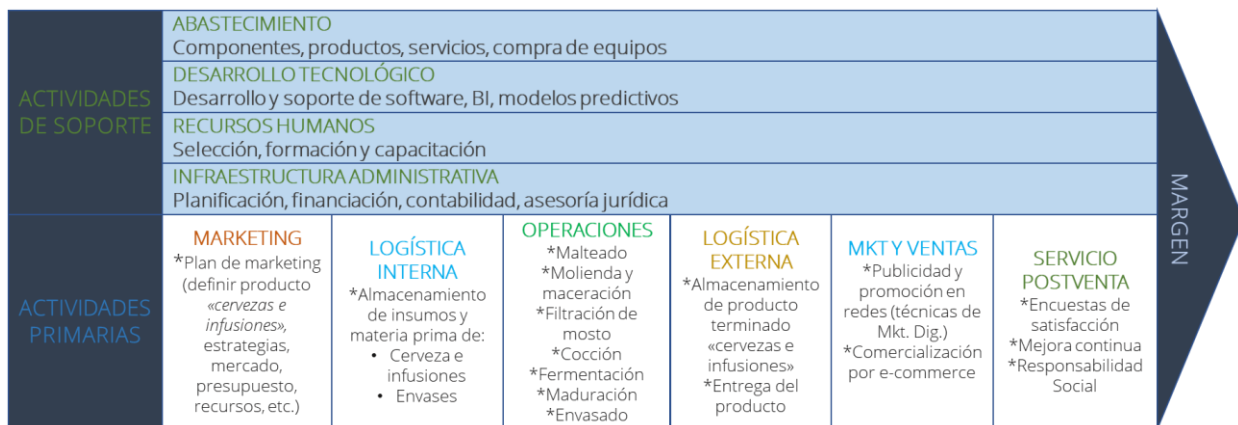 ACTIVIDADES
DE SOPORTE
ABASTECIMIENTO
Componentes, productos, servicios, compra de equipos
DESARROLLO TECNOLÓGICO
Desarrollo y soporte de software, BI, modelos predictivos
RECURSOS HUMANOS
Selección, formación y capacitación
INFRAESTRUCTURA ADMINISTRATIVA
Planificación, financiación, contabilidad, asesoría jurídica
ACTIVIDADES
PRIMARIAS
MARKETING
*Plan de marketing
(definir producto
«cervezas e
infusiones»,
estrategias,
mercado,
presupuesto,
recursos, etc.)
LOGÍSTICA
INTERNA
*Almacenamiento
de insumos y
materia prima de:
• Cerveza e
infusiones
• Envases
OPERACIONES
*Malteado
*Molienda y
maceración
*Filtración de
mosto
*Cocción
*Fermentación
*Maduración
*Envasado
LOGÍSTICA
EXTERNA
*Almacenamiento
de producto
terminado
«cervezas e
infusiones»
*Entrega del
producto
MKT Y VENTAS
*Publicidad y
promoción en
redes (técnicas de
Mkt. Dig.)
*Comercialización
por e-commerce
SERVICIO
POSTVENTA
*Encuestas de
satisfacción
*Mejora continua
*Responsabilidad
Social
MARGEN